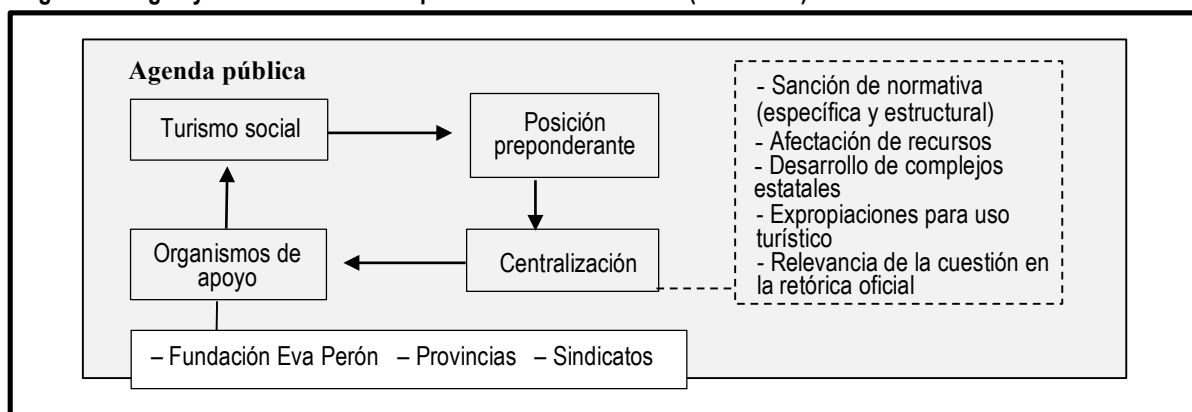 Agenda pública
Turismo social
Posición
preponderante
Organismos de
apoyo
Centralización
- Sanción de normativa
(específica y estructural)
- Afectación de recursos
- Desarrollo de complejos
estatales
- Expropiaciones para uso
turístico
- Relevancia de la cuestión en
la retórica oficial
– Fundación Eva Perón – Provincias – Sindicatos